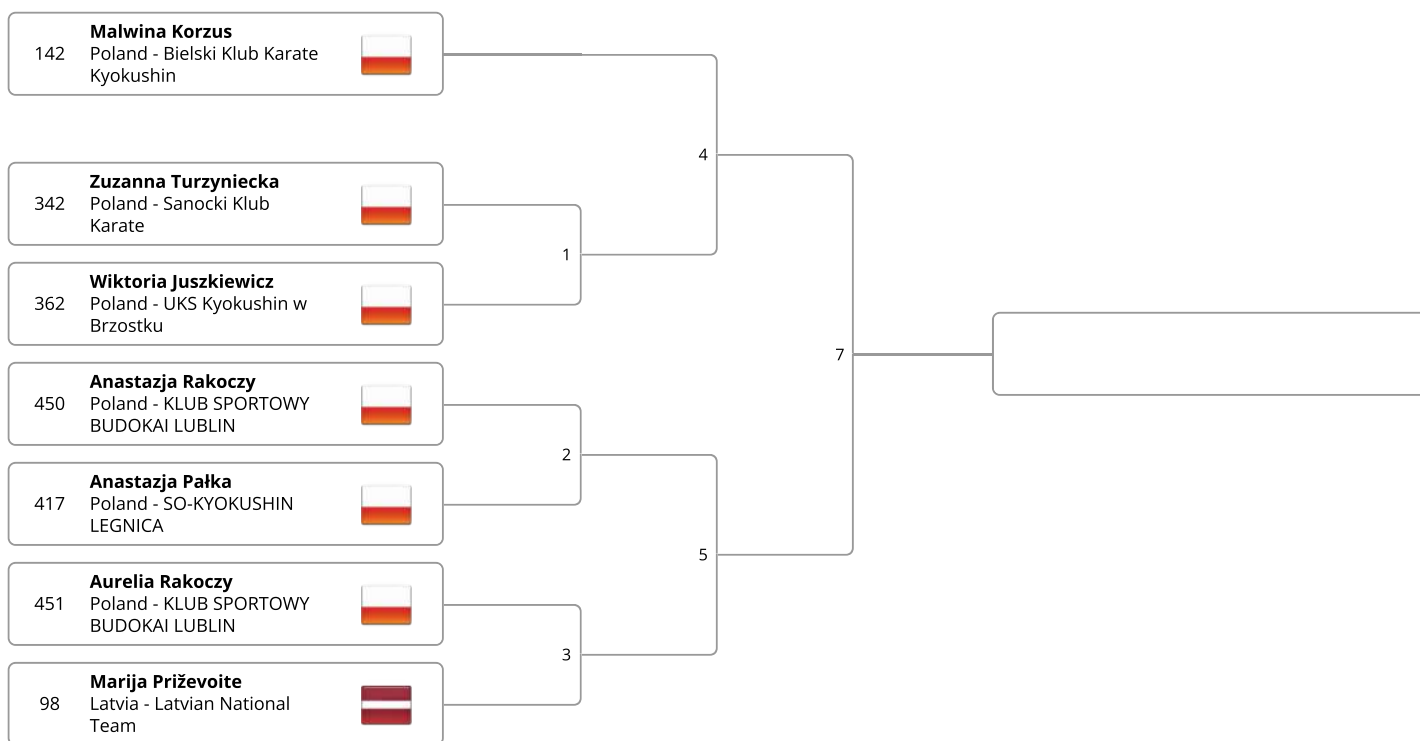 142
Malwina Korzus
Poland - Bielski Klub Karate
Kyokushin
342
Zuzanna Turzyniecka
Poland - Sanocki Klub
Karate
362
Wiktoria Juszkiewicz
Poland - UKS Kyokushin w
Brzostku
450
Anastazja Rakoczy
Poland - KLUB SPORTOWY
BUDOKAI LUBLIN
417
Anastazja Pałka
Poland - SO-KYOKUSHIN
LEGNICA
451
Aurelia Rakoczy
Poland - KLUB SPORTOWY
BUDOKAI LUBLIN
98
Marija Priževoite
Latvia - Latvian National
Team
1
2
3
4
5
7